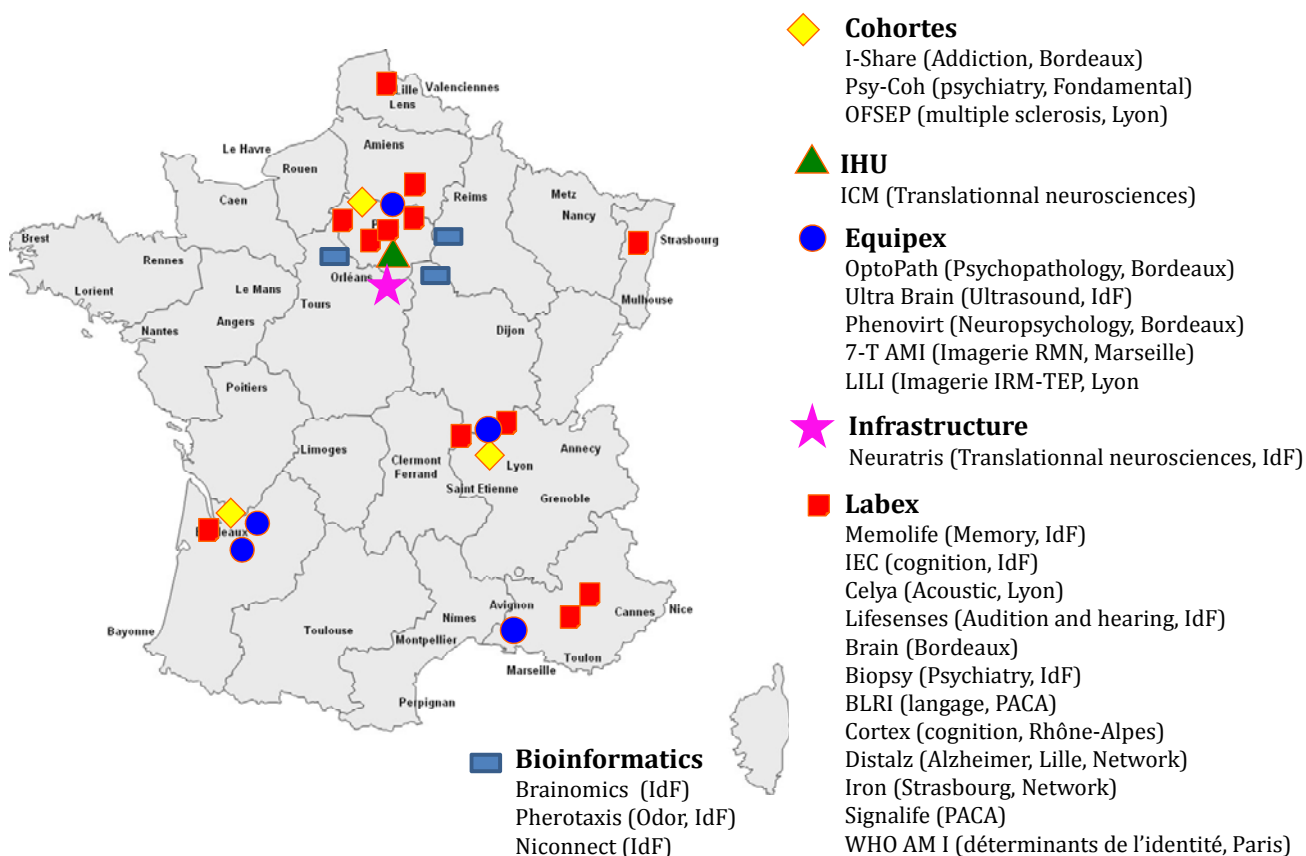 Lille
Valenciennes
Lens
Amiens
Le Havre
Rouen
Caen
Reims
Metz
Nancy
Strasbourg
Brest
Rennes
Orléans
Le Mans
Lorient
Tours
Mulhouse
Angers
Nantes
Dijon
Poitiers
Limoges
Annecy
Clermont
Ferrand
Lyon
Saint Etienne
Grenoble
Avignon
Cannes
Nice
Nimes
Bayonne
Toulouse
Montpellier
Toulon
Marseille
Perpignan
Cohortes
I-Share (Addiction, Bordeaux)
Psy-Coh (psychiatry, Fondamental)
OFSEP (multiple sclerosis, Lyon)
IHU
ICM (Translationnal neurosciences)
Equipex
OptoPath (Psychopathology, Bordeaux)
Ultra Brain (Ultrasound, IdF)
Phenovirt (Neuropsychology, Bordeaux)
7-T AMI (Imagerie RMN, Marseille)
LILI (Imagerie IRM-TEP, Lyon
Infrastructure
Neuratris (Translationnal neurosciences, IdF)
Labex
Memolife (Memory, IdF)
IEC (cognition, IdF)
Celya (Acoustic, Lyon)
Lifesenses (Audition and hearing, IdF)
Brain (Bordeaux)
Biopsy (Psychiatry, IdF)
BLRI (langage, PACA)
Cortex (cognition, Rhône-Alpes)
Distalz (Alzheimer, Lille, Network)
Iron (Strasbourg, Network)
Signalife (PACA)
WHO AM I (déterminants de l'identité, Paris)
Bioinformatics
Brainomics (IdF)
Pherotaxis (Odor, IdF)
Niconnect (IdF)